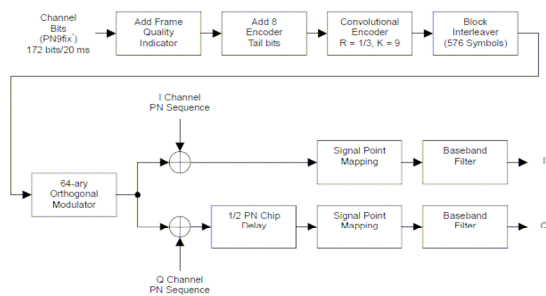 Channel
Bits
(PN9fix`)
172 bits/20 ms
Add Frame
Quality
Indicator
Add 8
Encoder
Tail bits
Convolutional
Encoder
R = 1/3, K = 9
Block
Interleaver
(576 Symbols)
I Channel
PN Sequence
Signal Point
Mapping
Baseband
Filter
I
64-ary
Orthogonal
Modulator
1/2 PN Chip
Delay
Signal Point
Mapping
Baseband
Filter
Q
Q Channel
PN Sequence